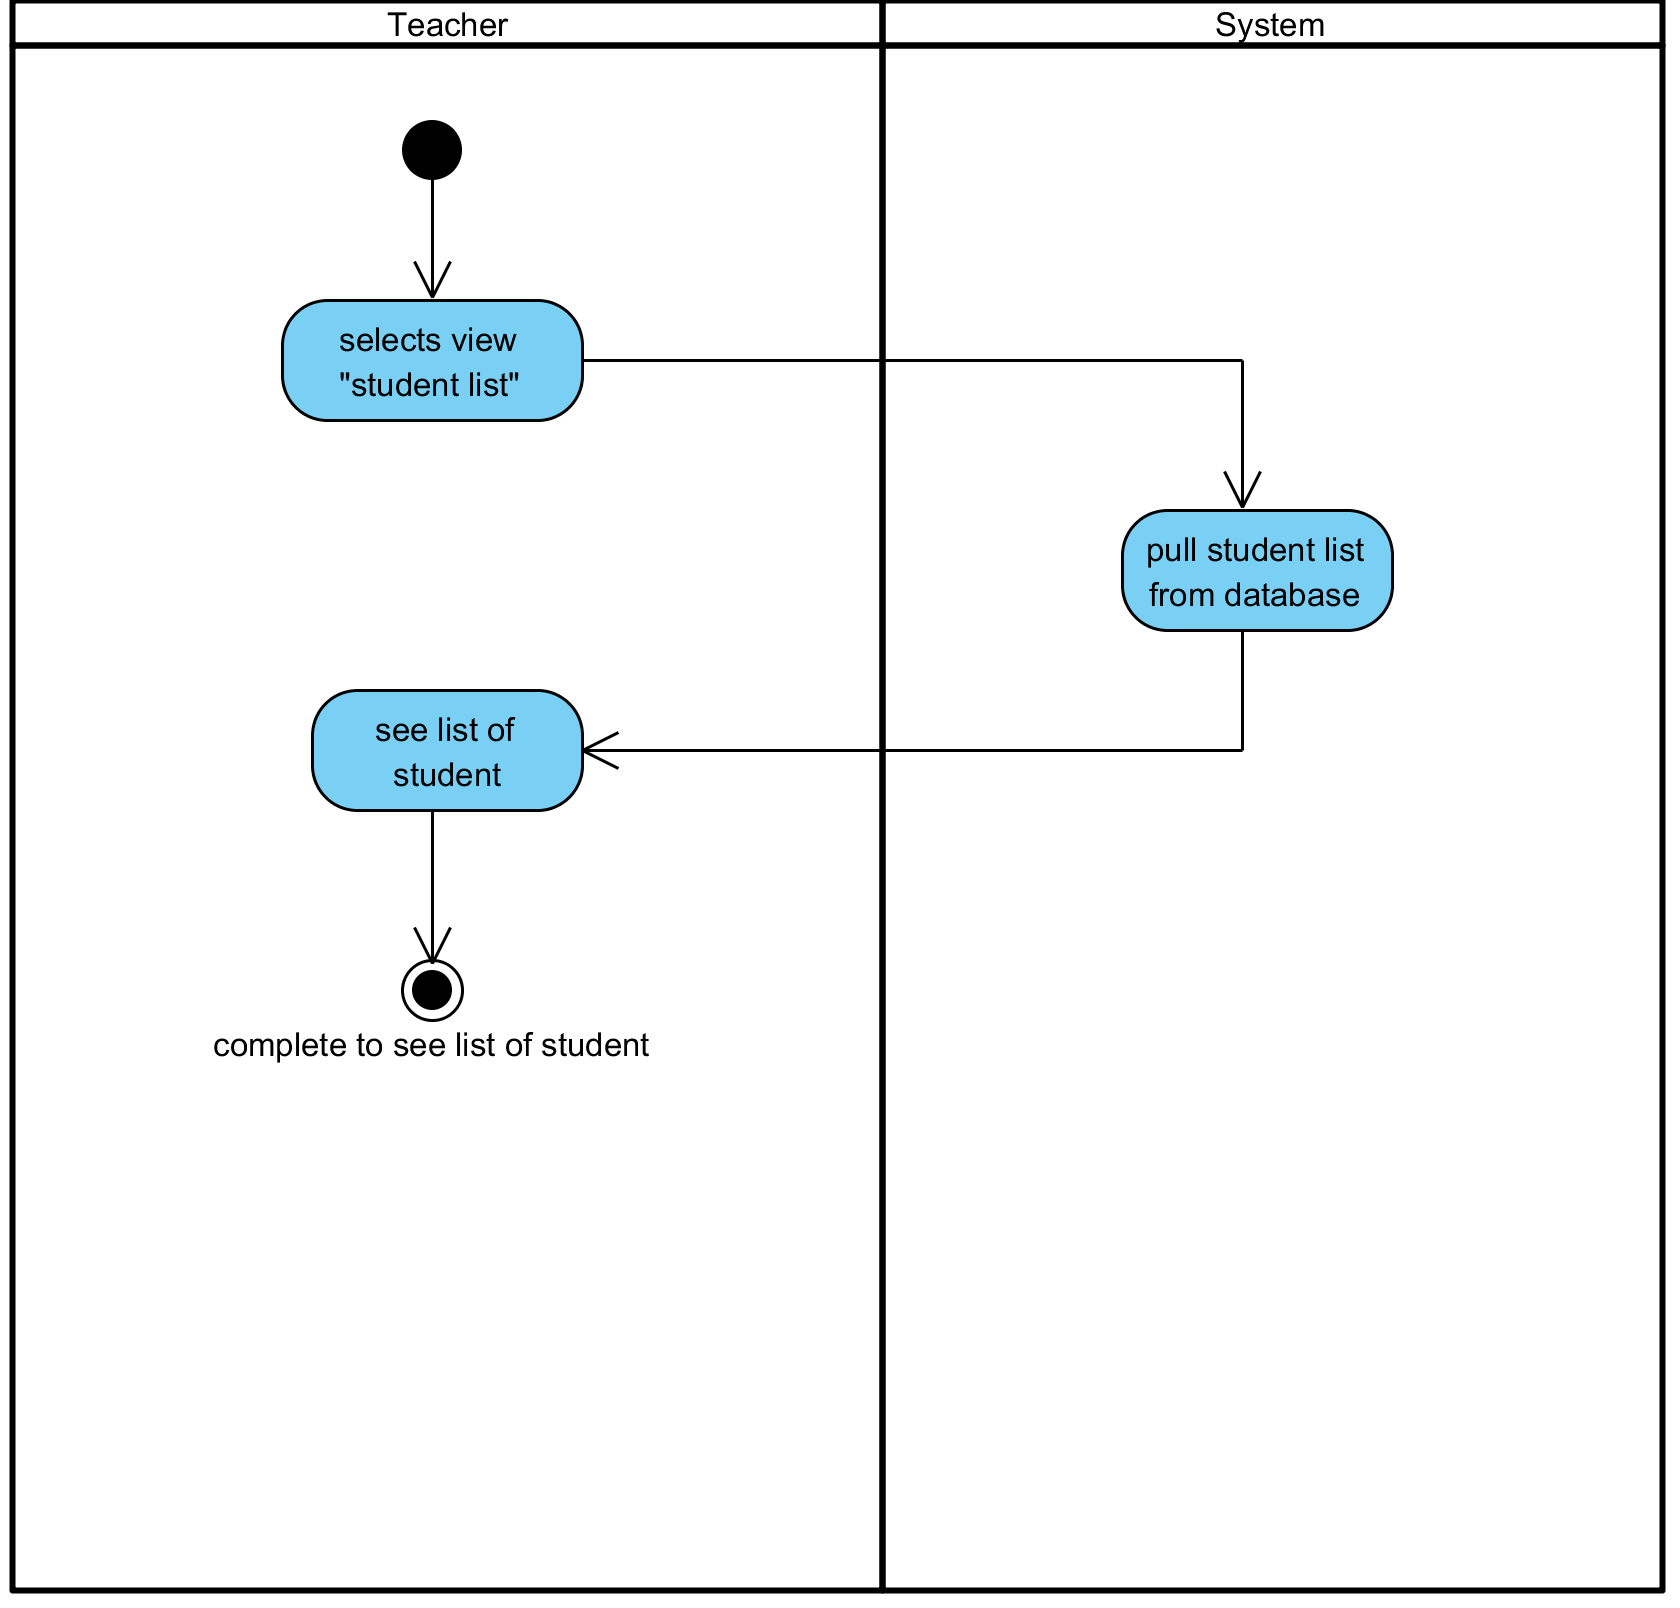 Teacher
System
selects view
"student list"
pull student list
from database
see list of
student
complete to see list of student